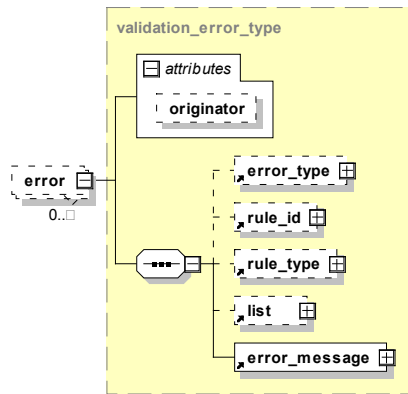 validation_error_type
attributes
originator
error
0..□
error_type
rule_id
rule_type
list
error_message